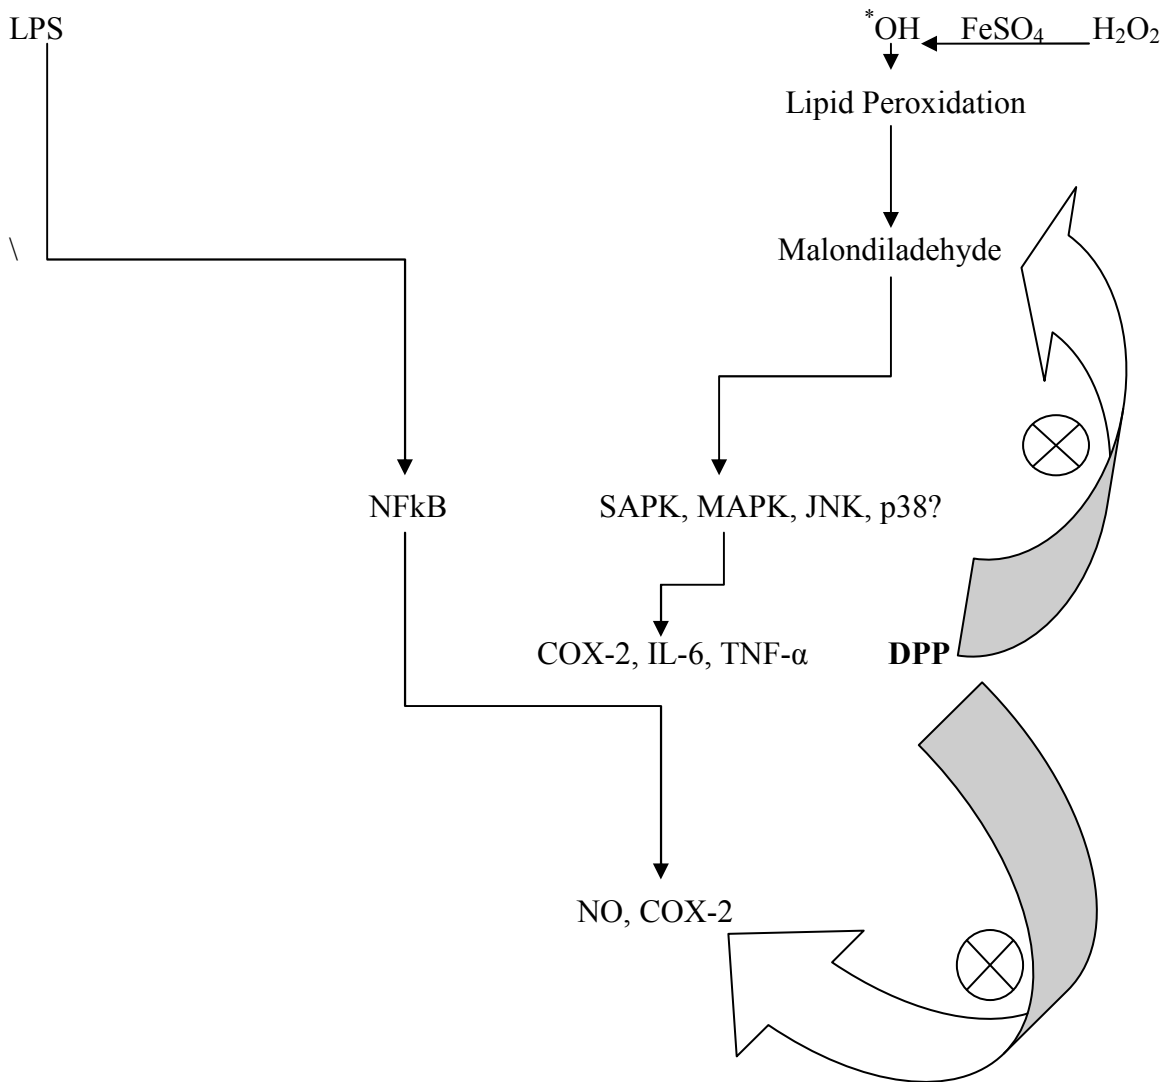 LPS
*OH FeSO₄ H₂O₂
Lipid Peroxidation
\ Malondiladehyde
NFkB SAPK, MAPK, JNK, p38?
COX-2, IL-6, TNF-α DPP
NO, COX-2